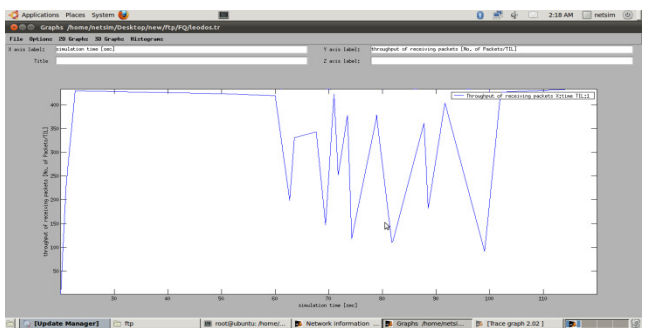 Applications Places System 2:18 AM netsim
Graphs /home/netsim/Desktop/new/ftp/FQ/leodos.tr
File Options 2D Graphs 3D Graphs Histograms
X axis label: simulation time [sec] Y axis label: throughput of receiving packets [No. of Packets/TIL]
Title Z axis label:
Throughput of receiving packets X:time TIL:1
throughput of receiving packets [No. of Packets/TIL]
400
350
300
250
200
150
100
50
30 40 50 60 70 80 90 100 110
simulation time [sec]
[Update Manager] ftp root@ubuntu: /home/... Network information ... Graphs /home/netsi... [Trace graph 2.02 ]